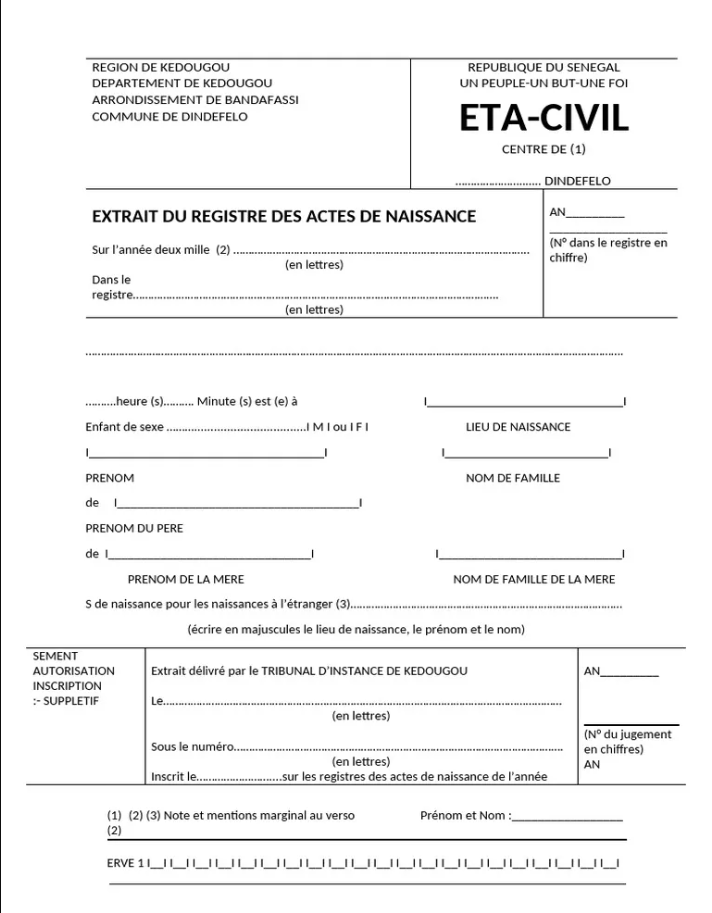 REGION DE KEDOUGOU
DEPARTEMENT DE KEDOUGOU
ARRONDISSEMENT DE BANDAFASSI
COMMUNE DE DINDEFELO
REPUBLIQUE DU SENEGAL
UN PEUPLE-UN BUT-UNE FOI
ETA-CIVIL
CENTRE DE (1)
............................ DINDEFELO
EXTRAIT DU REGISTRE DES ACTES DE NAISSANCE
Sur l'année deux mille (2) ................................................................................................
(en lettres)
Dans le
registre........................................................................................................................
(en lettres)
AN_________
__________________
(N° dans le registre en
chiffre)
................................................................................................................................................................................
..........heure (s).......... Minute (s) est (e) à I______________________________I
Enfant de sexe .............................................I M I ou I F I LIEU DE NAISSANCE
I____________________________________I I_________________________I
PRENOM NOM DE FAMILLE
de I_____________________________________I
PRENOM DU PERE
de I_______________________________I I____________________________I
PRENOM DE LA MERE NOM DE FAMILLE DE LA MERE
S de naissance pour les naissances à l'étranger (3).........................................................................................
(écrire en majuscules le lieu de naissance, le prénom et le nom)
SEMENT
AUTORISATION
INSCRIPTION
:- SUPPLETIF
Extrait délivré par le TRIBUNAL D'INSTANCE DE KEDOUGOU
Le....................................................................................................................................
(en lettres)
Sous le numéro............................................................................................................
(en lettres)
Inscrit le............................sur les registres des actes de naissance de l'année
AN_________
(N° du jugement
en chiffres)
AN
(1) (2) (3) Note et mentions marginal au verso Prénom et Nom :_________________
(2)
ERVE 1 I__I I__I I__I I__I I__I I__I I__I I__I I__I I__I I__I I__I I__I I__I I__I I__I I__I I__I I__I I__I I__I